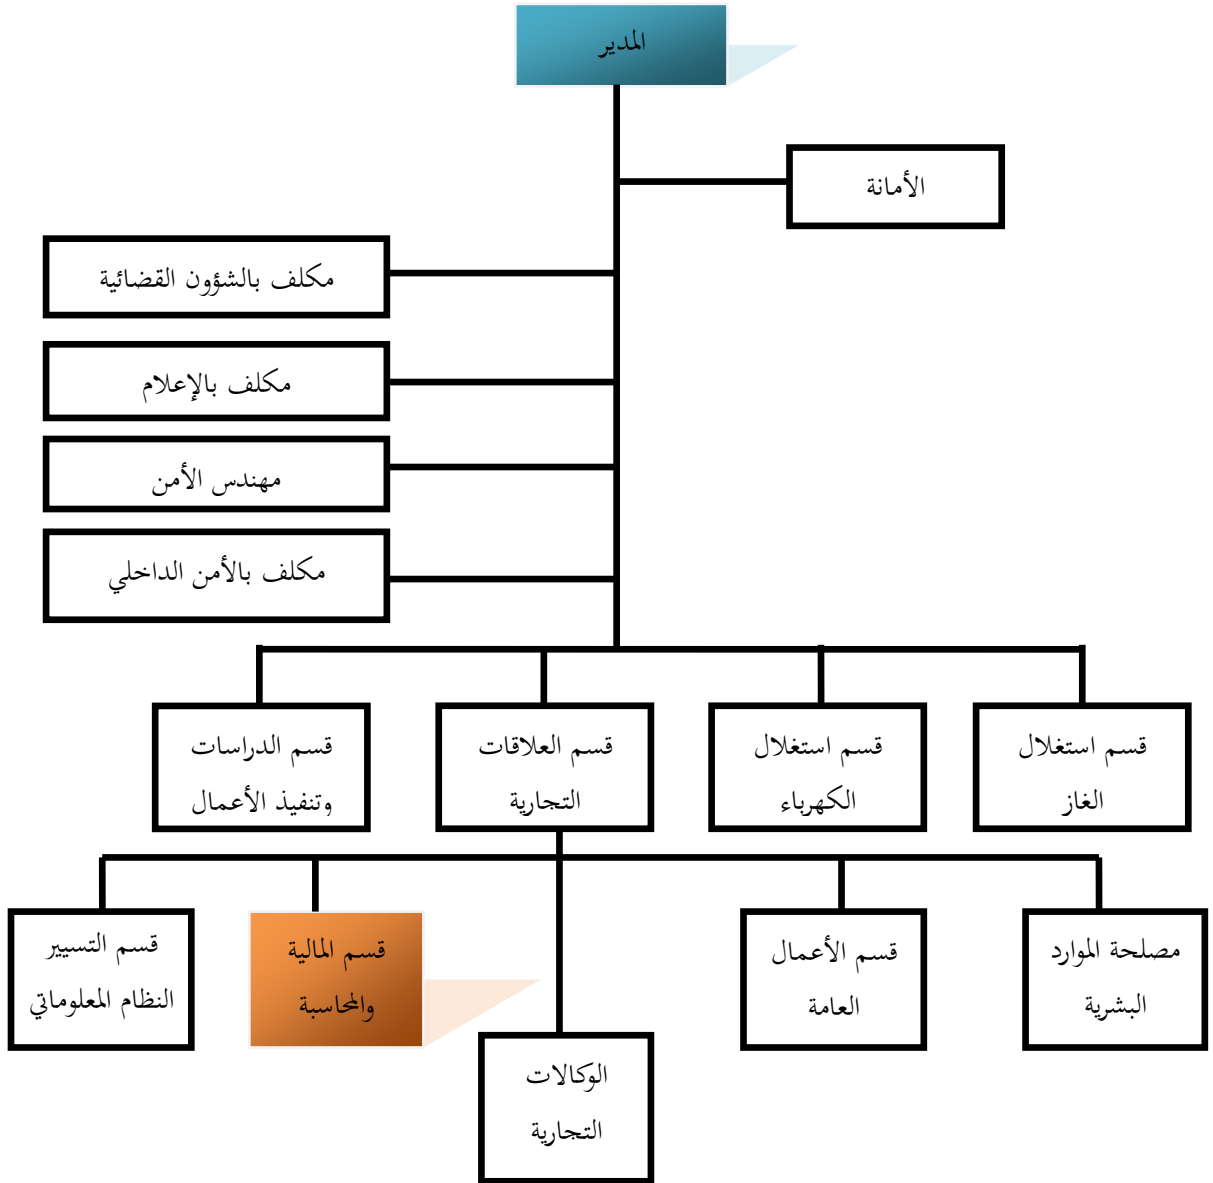 المدير
الأمانة
مكلف بالشؤون القضائية
مكلف بالإعلام
مهندس الأمن
مكلف بالأمن الداخلي
قسم استغلال
الغاز
قسم استغلال
الكهرباء
قسم العلاقات
التجارية
قسم الدراسات
وتنفيذ الأعمال
مصلحة الموارد
البشرية
قسم الأعمال
العامة
الوكالات
التجارية
قسم المالية
والمحاسبة
قسم التسيير
النظام المعلوماتي